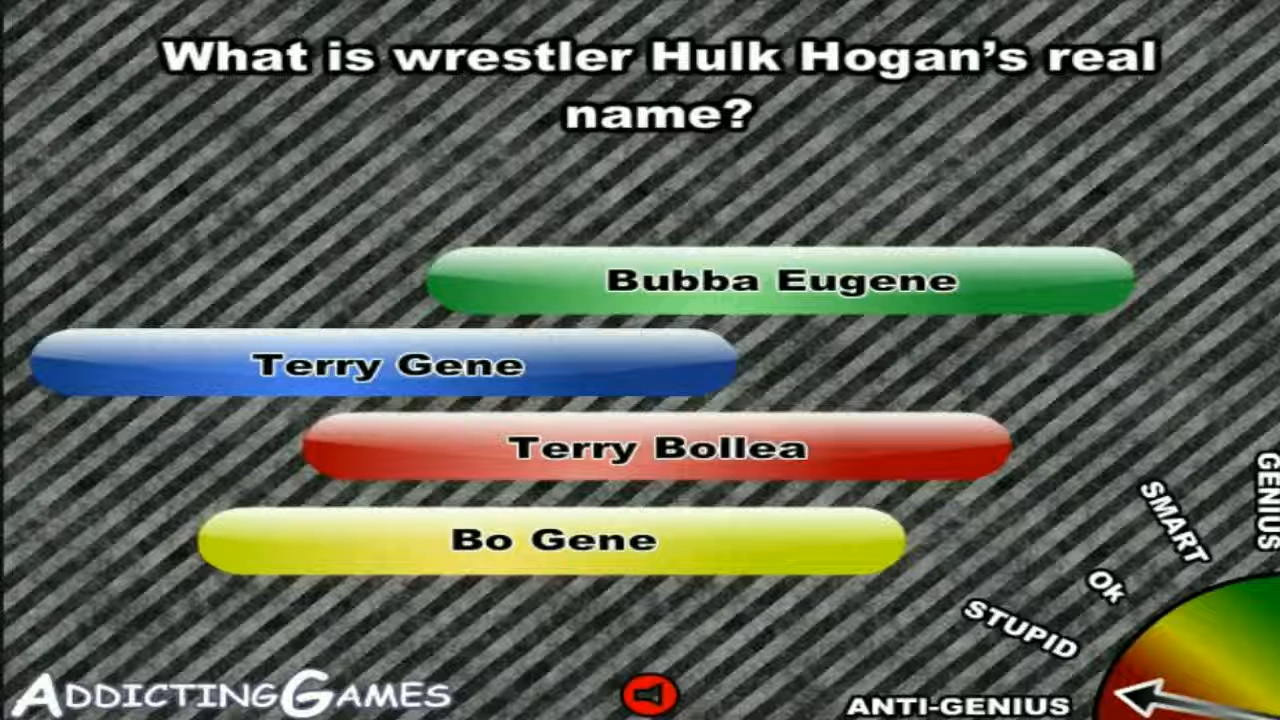 What is wrestler Hulk Hogan’s real
name?
Bubba Eugene
Terry Gene
Terry Bollea
Bo Gene
GENIUS
SMART
Ok
STUPID
ANTI-GENIUS
ADDICTINGGAMES